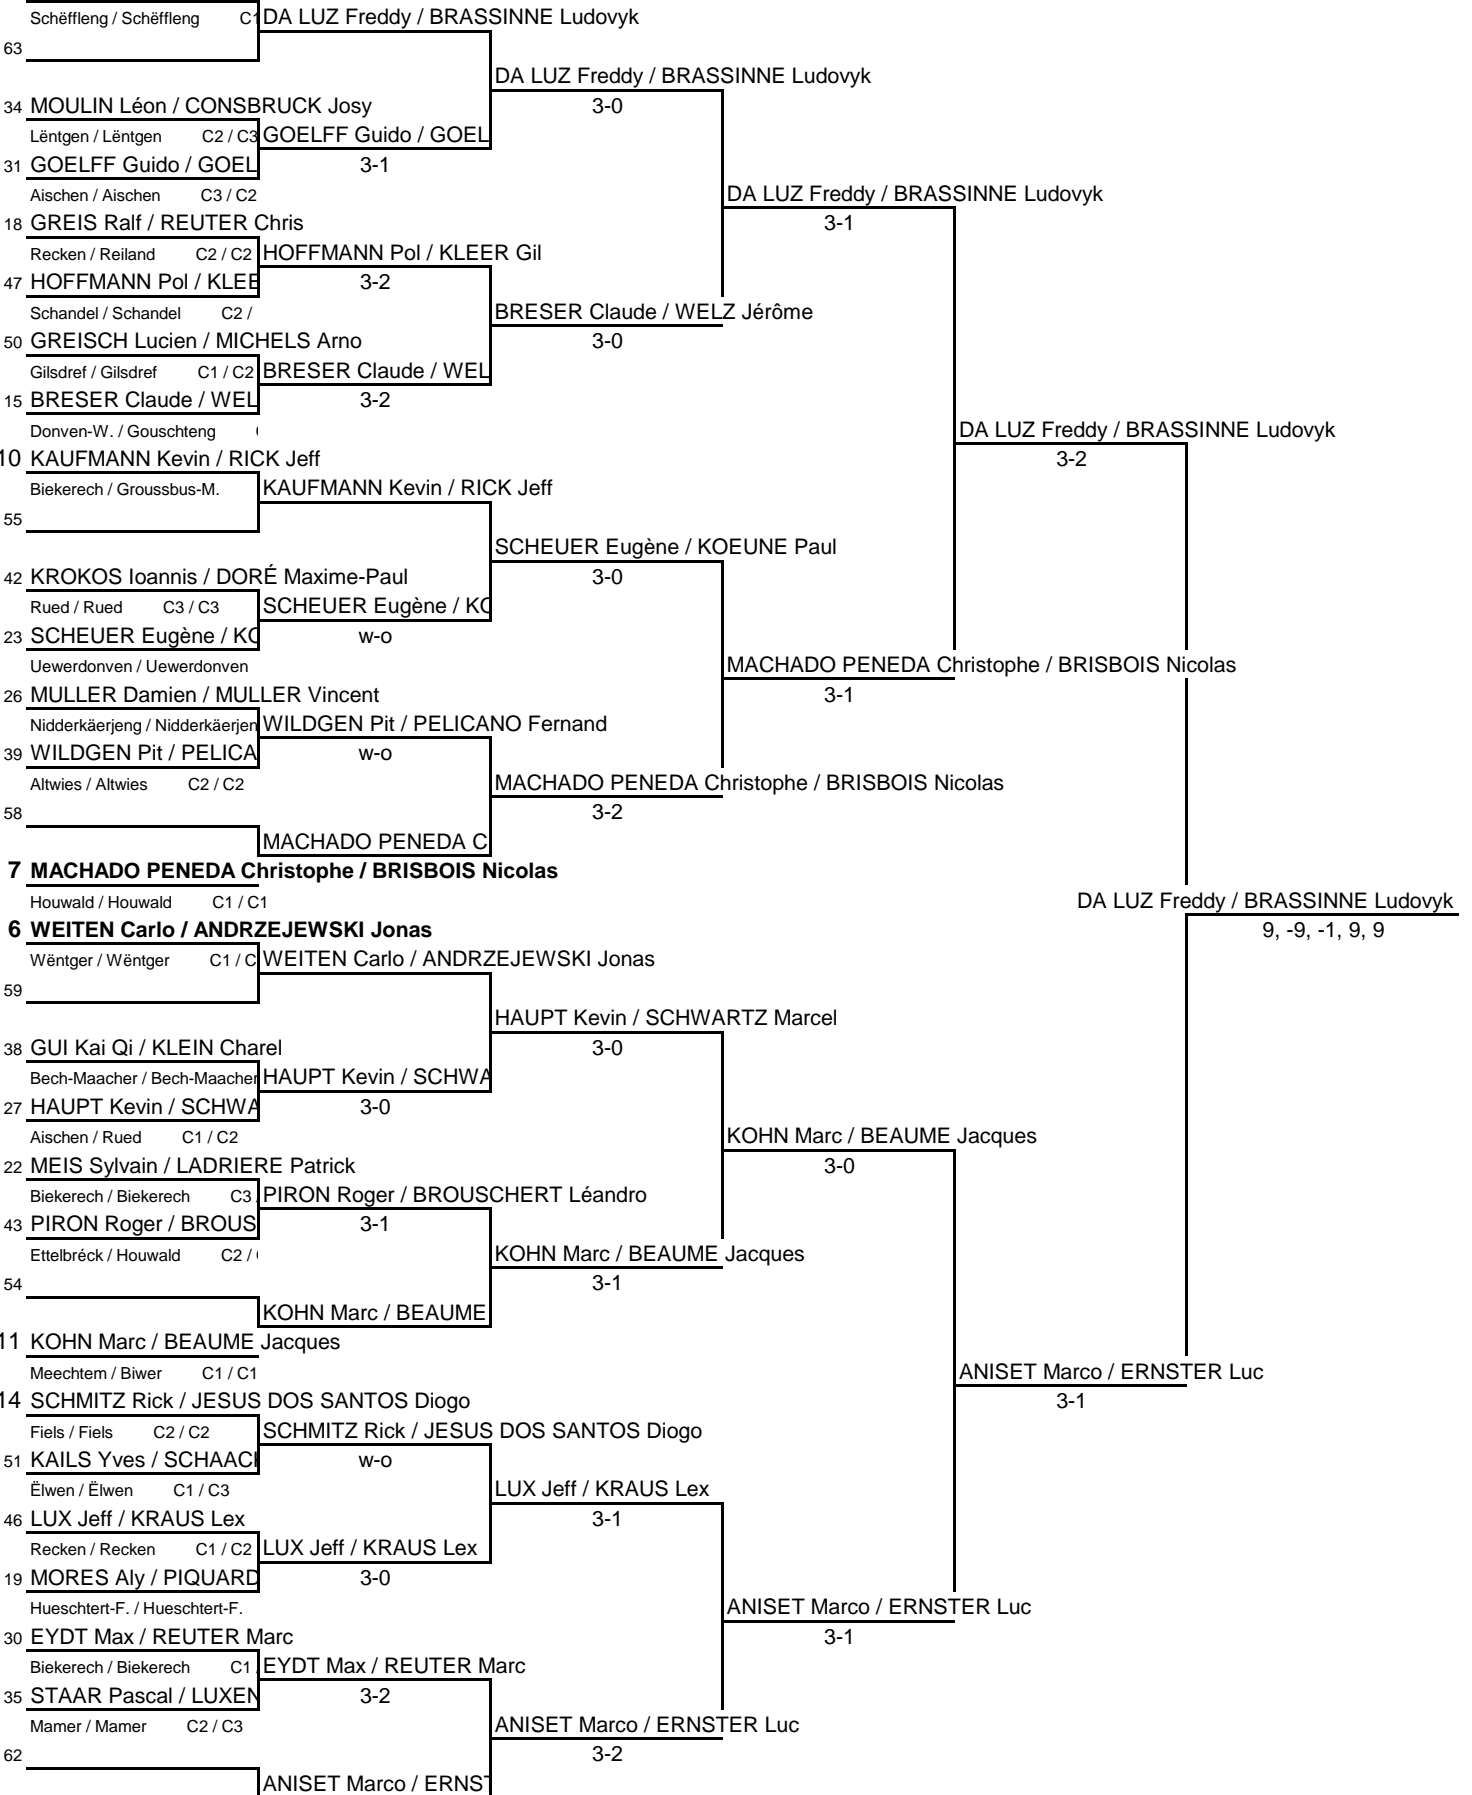 Schëffleng / Schëffleng C1 DA LUZ Freddy / BRASSINNE Ludovyk
63
DA LUZ Freddy / BRASSINNE Ludovyk
34 MOULIN Léon / CONSBRUCK Josy 3-0
Lëntgen / Lëntgen C2 / C3 GOELFF Guido / GOEL
31 GOELFF Guido / GOEL 3-1
Aischen / Aischen C3 / C2 DA LUZ Freddy / BRASSINNE Ludovyk
18 GREIS Ralf / REUTER Chris 3-1
Recken / Reiland C2 / C2 HOFFMANN Pol / KLEER Gil
47 HOFFMANN Pol / KLEE 3-2
Schandel / Schandel C2 / BRESER Claude / WELZ Jérôme
50 GREISCH Lucien / MICHELS Arno 3-0
Gilsdref / Gilsdref C1 / C2 BRESER Claude / WEL
15 BRESER Claude / WEL 3-2
Donven-W. / Gouschteng DA LUZ Freddy / BRASSINNE Ludovyk
10 KAUFMANN Kevin / RICK Jeff 3-2
Biekerech / Groussbus-M. KAUFMANN Kevin / RICK Jeff
55
SCHEUER Eugène / KOEUNE Paul
42 KROKOS Ioannis / DORÉ Maxime-Paul 3-0
Rued / Rued C3 / C3 SCHEUER Eugène / KO
23 SCHEUER Eugène / KO w-o
Uewerdonven / Uewerdonven MACHADO PENEDA Christophe / BRISBOIS Nicolas
26 MULLER Damien / MULLER Vincent 3-1
Nidderkäerjeng / Nidderkäerjen WILDGEN Pit / PELICANO Fernand
39 WILDGEN Pit / PELICA w-o
Altwies / Altwies C2 / C2 MACHADO PENEDA Christophe / BRISBOIS Nicolas
58 3-2
MACHADO PENEDA C
7 MACHADO PENEDA Christophe / BRISBOIS Nicolas
Houwald / Houwald C1 / C1 DA LUZ Freddy / BRASSINNE Ludovyk
6 WEITEN Carlo / ANDRZEJEWSKI Jonas 9, -9, -1, 9, 9
Wëntger / Wëntger C1 / C WEITEN Carlo / ANDRZEJEWSKI Jonas
59
HAUPT Kevin / SCHWARTZ Marcel
38 GUI Kai Qi / KLEIN Charel 3-0
Bech-Maacher / Bech-Maacher HAUPT Kevin / SCHWA
27 HAUPT Kevin / SCHWA 3-0
Aischen / Rued C1 / C2 KOHN Marc / BEAUME Jacques
22 MEIS Sylvain / LADRIERE Patrick 3-0
Biekerech / Biekerech C3 PIRON Roger / BROUSCHERT Léandro
43 PIRON Roger / BROUS 3-1
Ettelbréck / Houwald C2 / KOHN Marc / BEAUME Jacques
54 3-1
KOHN Marc / BEAUME
11 KOHN Marc / BEAUME Jacques
Meechtem / Biwer C1 / C1 ANISET Marco / ERNSTER Luc
14 SCHMITZ Rick / JESUS DOS SANTOS Diogo 3-1
Fiels / Fiels C2 / C2 SCHMITZ Rick / JESUS DOS SANTOS Diogo
51 KAILS Yves / SCHAAC w-o
Ëlwen / Ëlwen C1 / C3 LUX Jeff / KRAUS Lex
46 LUX Jeff / KRAUS Lex 3-1
Recken / Recken C1 / C2 LUX Jeff / KRAUS Lex
19 MORES Aly / PIQUARD 3-0
Hueschtert-F. / Hueschtert-F. ANISET Marco / ERNSTER Luc
30 EYDT Max / REUTER Marc 3-1
Biekerech / Biekerech C1 EYDT Max / REUTER Marc
35 STAAR Pascal / LUXEN 3-2
Mamer / Mamer C2 / C3 ANISET Marco / ERNSTER Luc
62 3-2
ANISET Marco / ERNST